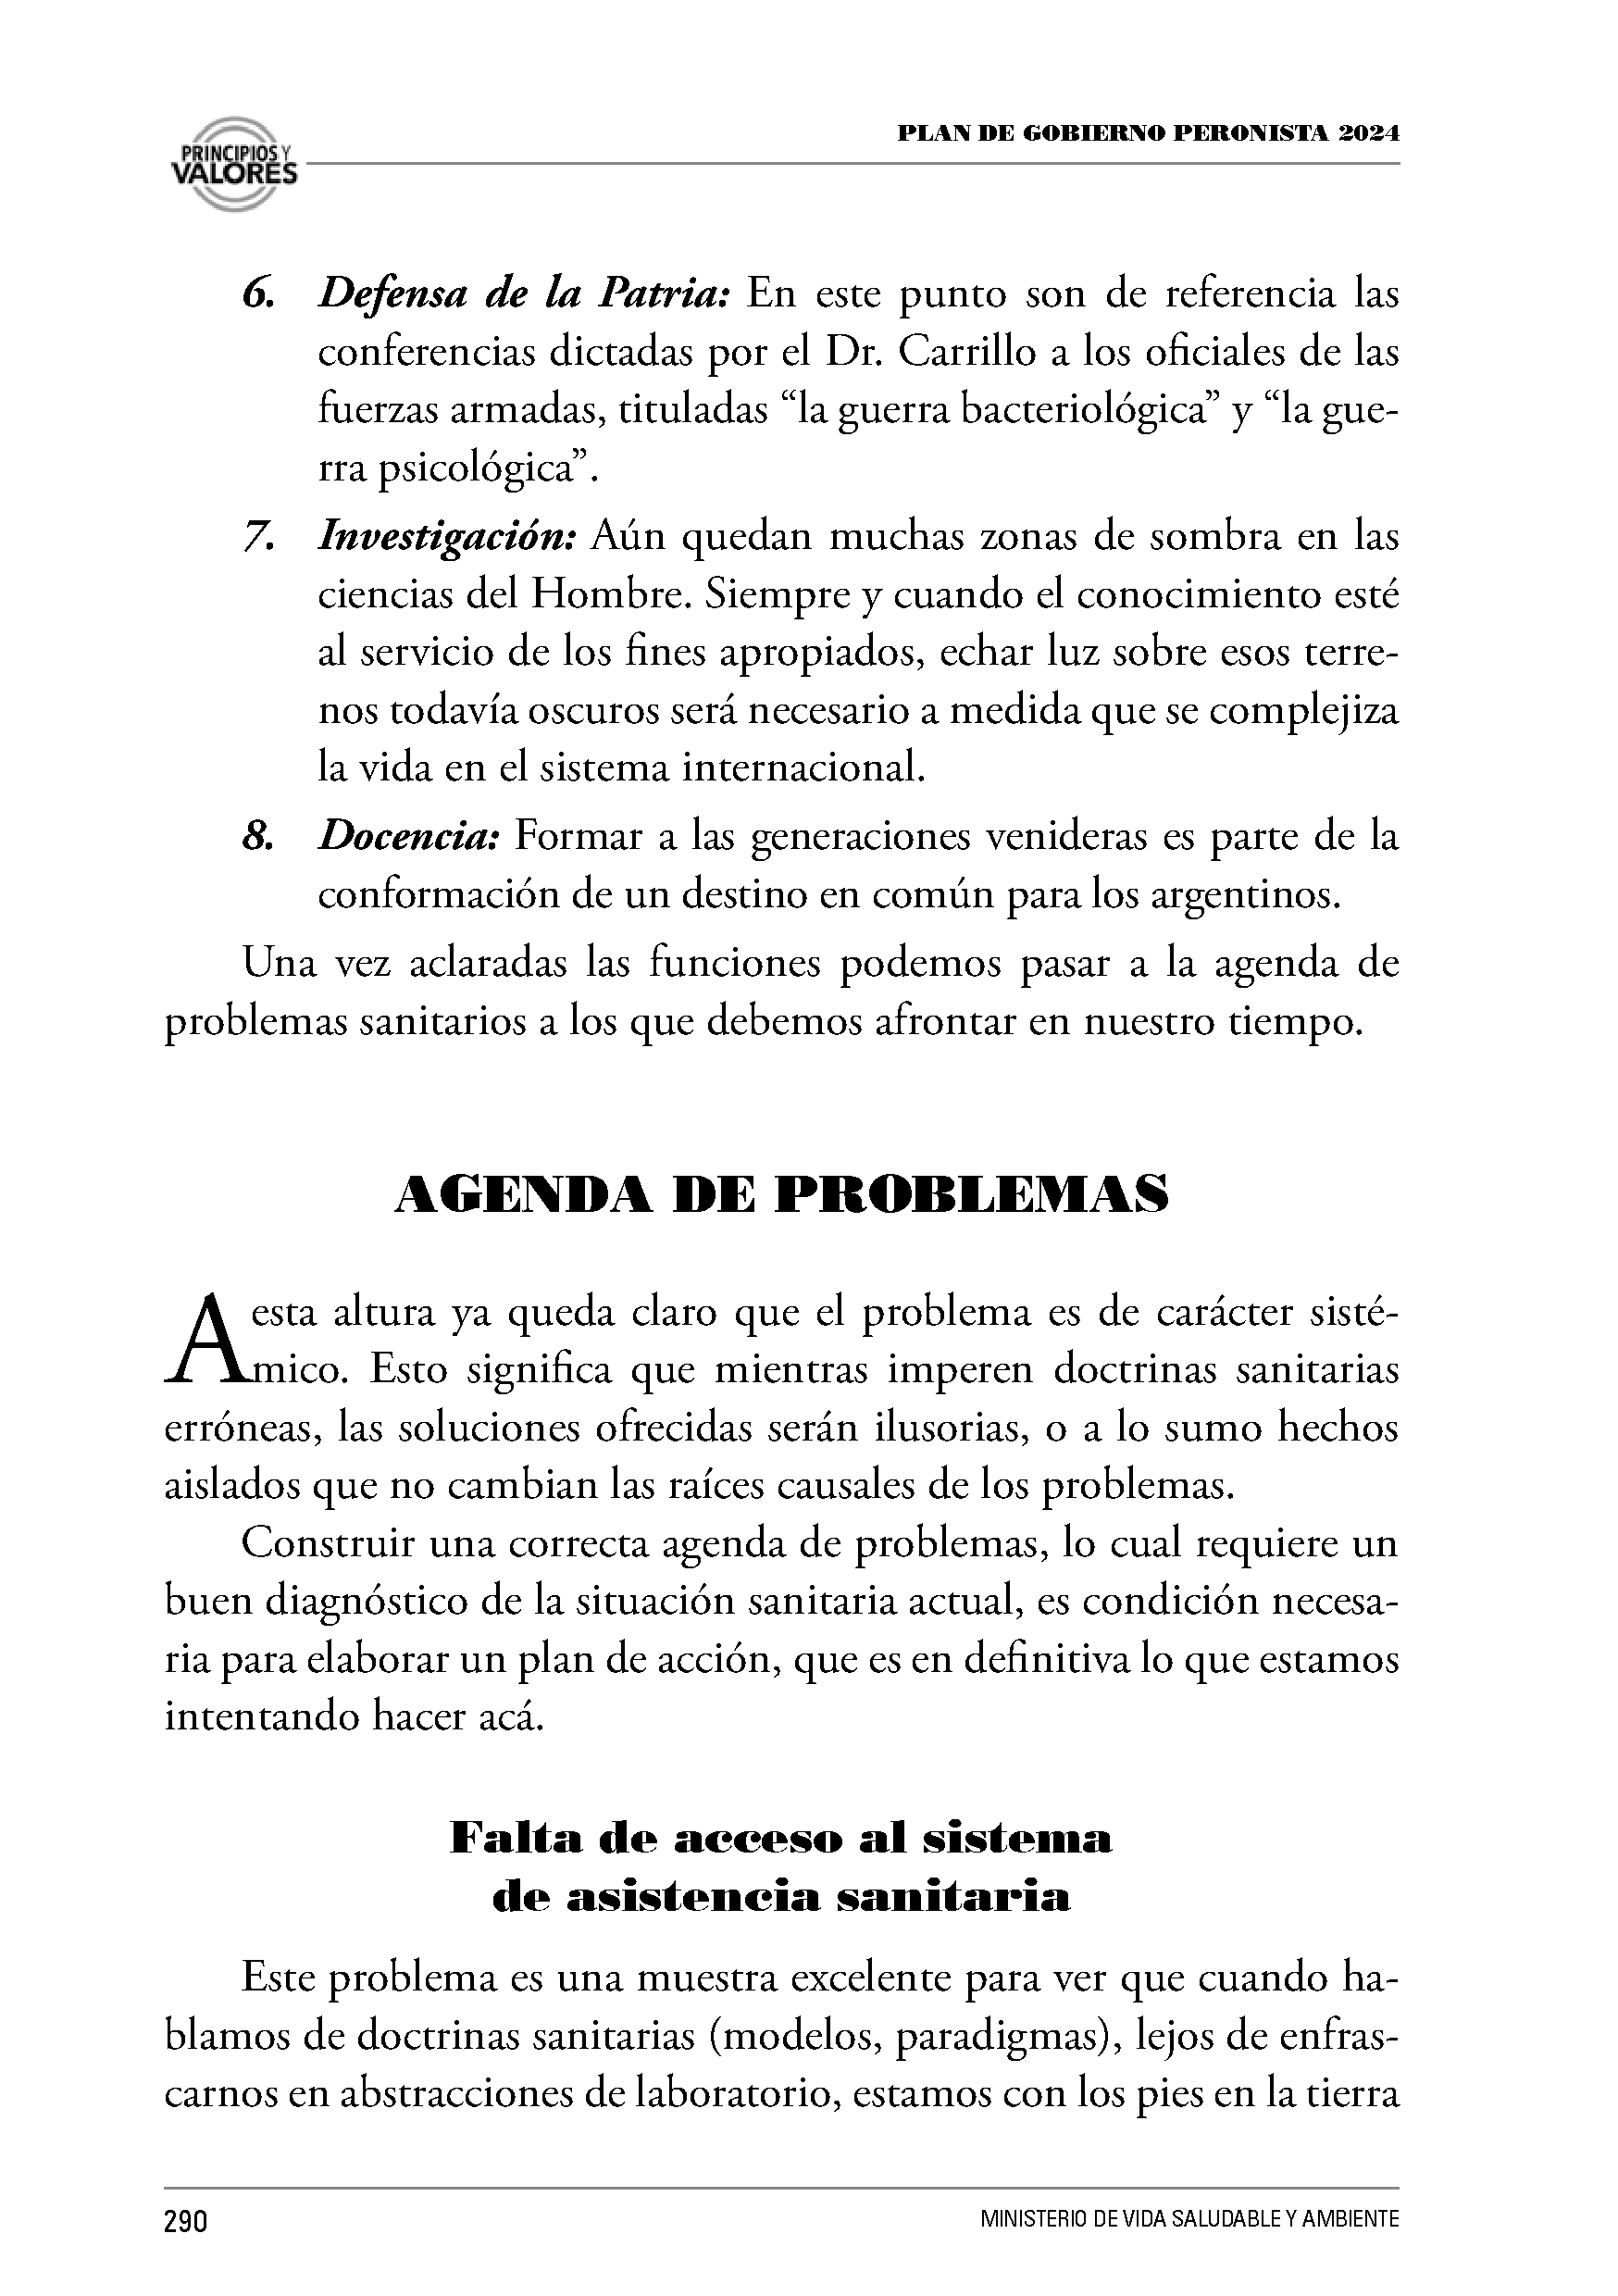 PRINCIPIOS Y
VALORES
PLAN DE GOBIERNO PERONISTA 2024
6. Defensa de la Patria: En este punto son de referencia las
conferencias dictadas por el Dr. Carrillo a los oficiales de las
fuerzas armadas, tituladas “la guerra bacteriológica” y “la gue-
rra psicológica”.
7. Investigación: Aún quedan muchas zonas de sombra en las
ciencias del Hombre. Siempre y cuando el conocimiento esté
al servicio de los fines apropiados, echar luz sobre esos terre-
nos todavía oscuros será necesario a medida que se complejiza
la vida en el sistema internacional.
8. Docencia: Formar a las generaciones venideras es parte de la
conformación de un destino en común para los argentinos.
Una vez aclaradas las funciones podemos pasar a la agenda de
problemas sanitarios a los que debemos afrontar en nuestro tiempo.
AGENDA DE PROBLEMAS
A esta altura ya queda claro que el problema es de carácter sisté-
mico. Esto significa que mientras imperen doctrinas sanitarias
erróneas, las soluciones ofrecidas serán ilusorias, o a lo sumo hechos
aislados que no cambian las raíces causales de los problemas.
Construir una correcta agenda de problemas, lo cual requiere un
buen diagnóstico de la situación sanitaria actual, es condición necesa-
ria para elaborar un plan de acción, que es en definitiva lo que estamos
intentando hacer acá.
Falta de acceso al sistema
de asistencia sanitaria
Este problema es una muestra excelente para ver que cuando ha-
blamos de doctrinas sanitarias (modelos, paradigmas), lejos de enfras-
carnos en abstracciones de laboratorio, estamos con los pies en la tierra
290
MINISTERIO DE VIDA SALUDABLE Y AMBIENTE